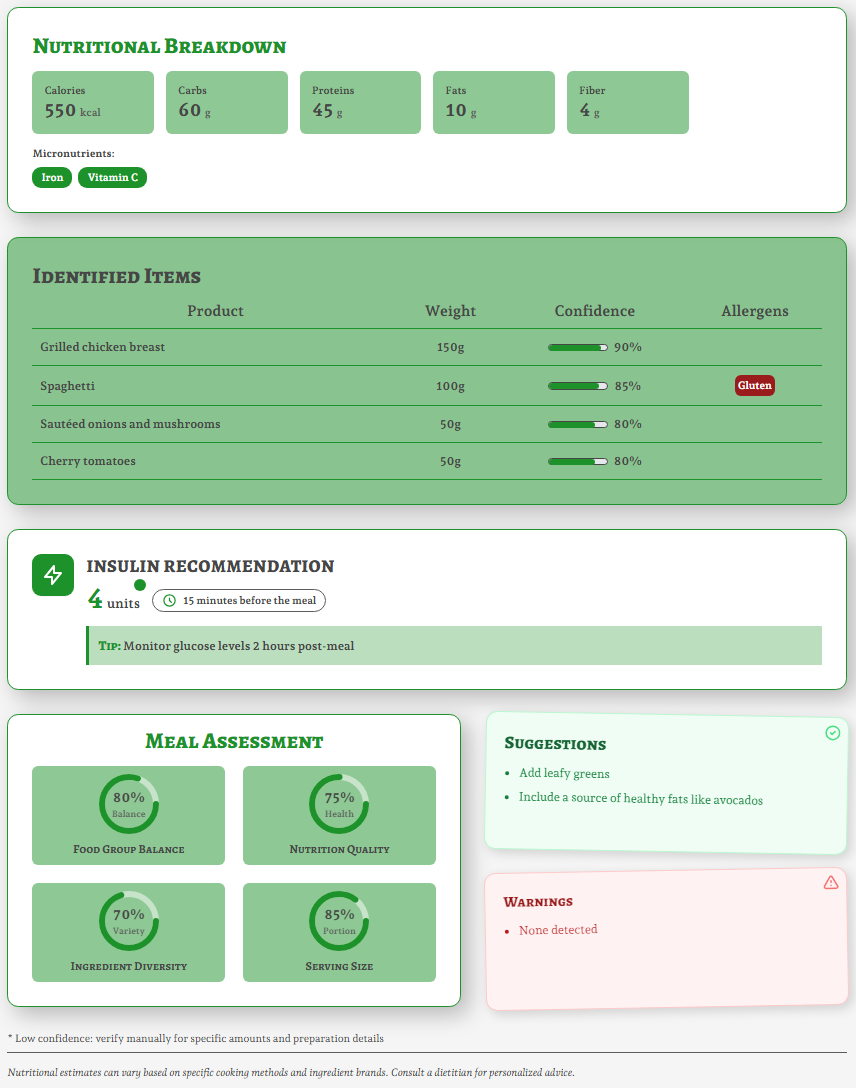 Nutritional Breakdown
Calories Carbs Proteins Fats Fiber
550 kcal 60 g 45 g 10 g 4 g
Micronutrients:
Iron Vitamin C
Identified Items
Product Weight Confidence Allergens
Grilled chicken breast 150g 90%
Spaghetti 100g 85% Gluten
Sautéed onions and mushrooms 50g 80%
Cherry tomatoes 50g 80%
INSULIN RECOMMENDATION
4 units 15 minutes before the meal
Tip: Monitor glucose levels 2 hours post-meal
Meal Assessment
80%
Balance
Food Group Balance
75%
Health
Nutrition Quality
70%
Variety
Ingredient Diversity
85%
Portion
Serving Size
Suggestions
• Add leafy greens
• Include a source of healthy fats like avocados
Warnings
• None detected
* Low confidence: verify manually for specific amounts and preparation details
Nutritional estimates can vary based on specific cooking methods and ingredient brands. Consult a dietitian for personalized advice.